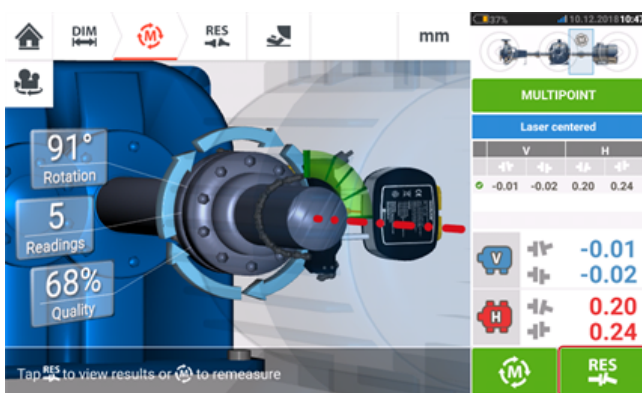 DIM
M
RES
mm
37%
10.12.2018 10:47
MULTIPOINT
Laser centered
V H
-0.01 -0.02 0.20 0.24
91°
Rotation
5
Readings
68%
Quality
V
-0.01
-0.02
H
0.20
0.24
Tap RES to view results or M to remeasure
M
RES